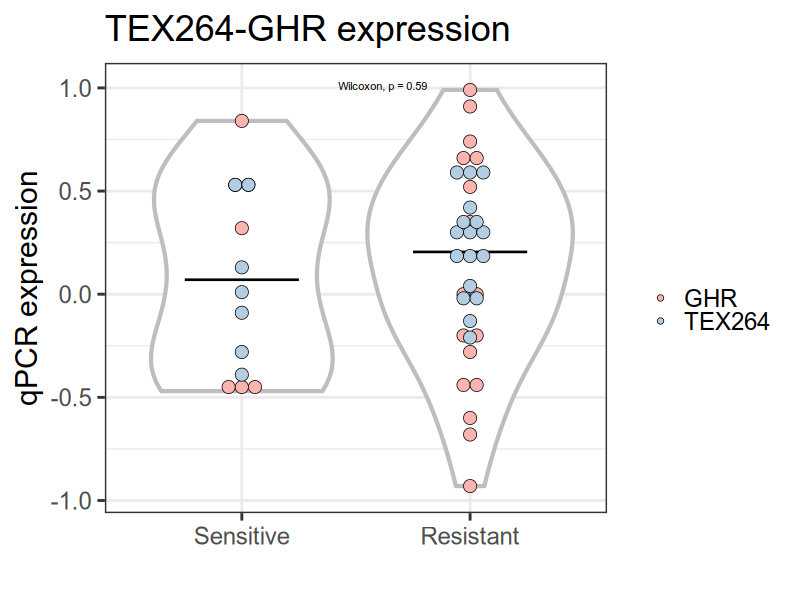 TEX264-GHR expression
Wilcoxon, p = 0.59
qPCR expression
1.0
0.5
0.0
-0.5
-1.0
Sensitive
Resistant
GHR
TEX264